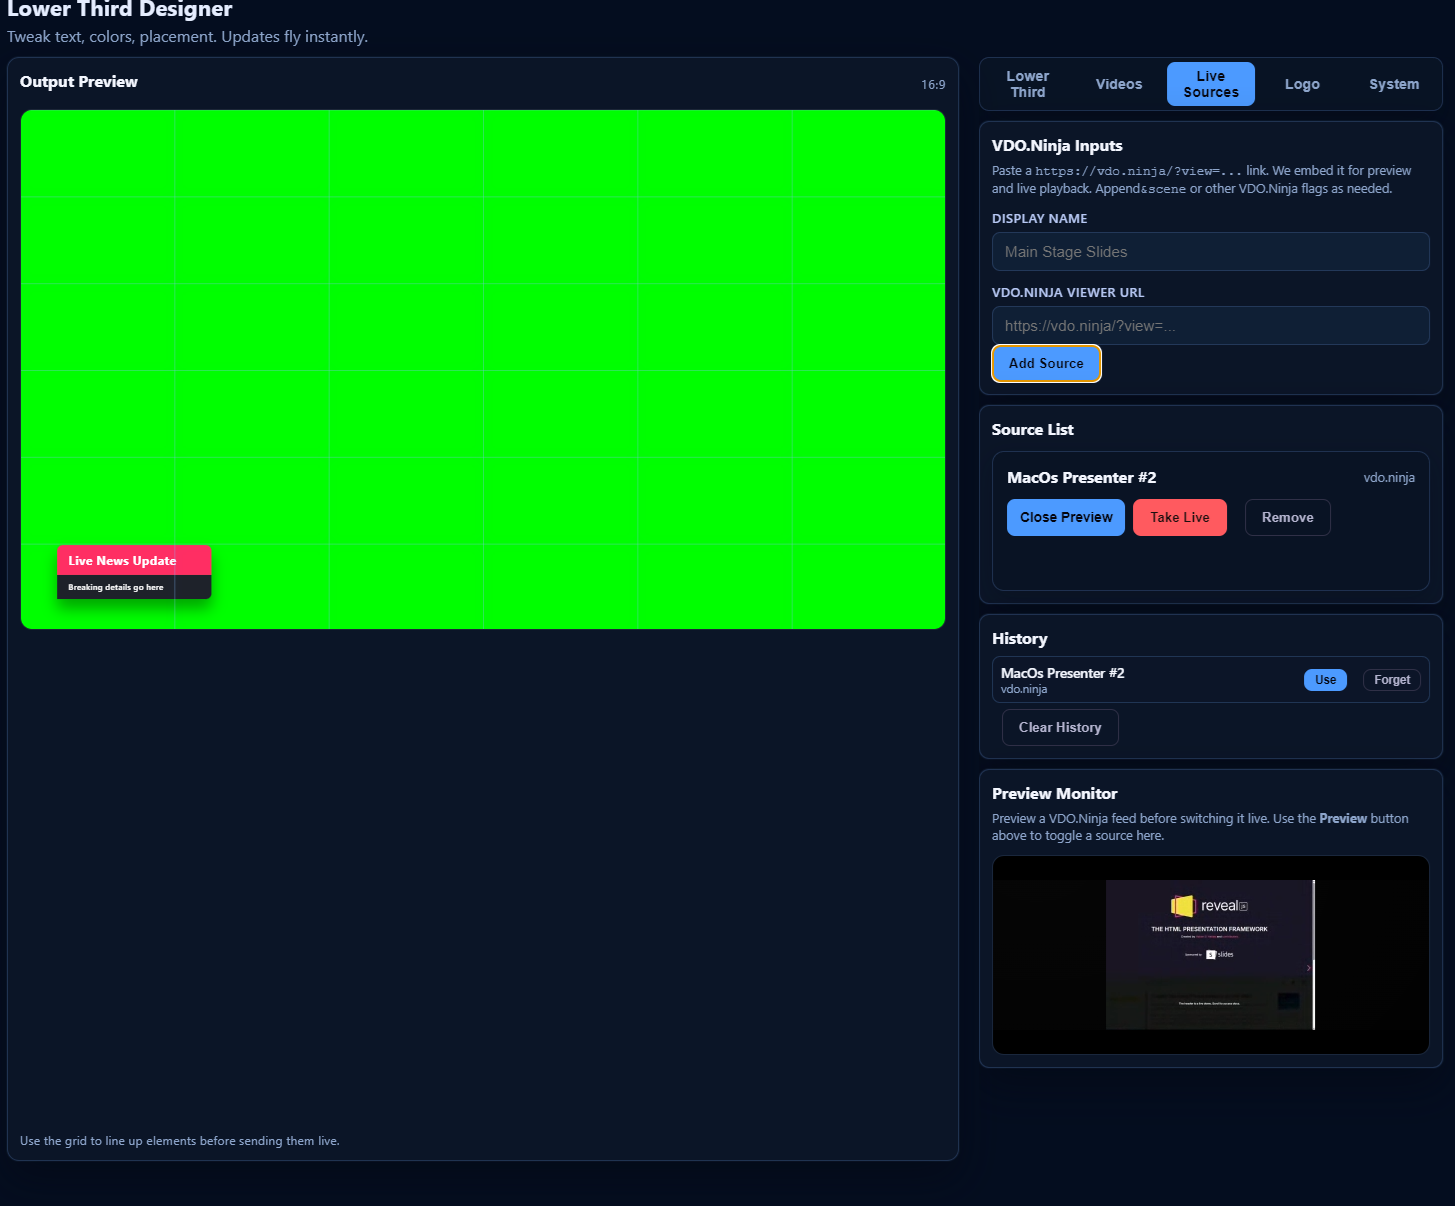 Lower Third Designer
Tweak text, colors, placement. Updates fly instantly.
Output Preview
16:9
Live News Update
Breaking details go here
Use the grid to line up elements before sending them live.
Lower
Third
Videos
Live
Sources
Logo
System
VDO.Ninja Inputs
Paste a https://vdo.ninja/?view=... link. We embed it for preview
and live playback. Append&scene or other VDO.Ninja flags as needed.
DISPLAY NAME
Main Stage Slides
VDO.NINJA VIEWER URL
https://vdo.ninja/?view=...
Add Source
Source List
MacOs Presenter #2
vdo.ninja
Close Preview
Take Live
Remove
History
MacOs Presenter #2
vdo.ninja
Use
Forget
Clear History
Preview Monitor
Preview a VDO.Ninja feed before switching it live. Use the Preview button
above to toggle a source here.
reveal
THE HTML PRESENTATION FRAMEWORK
Created by
Sponsored by
S slides